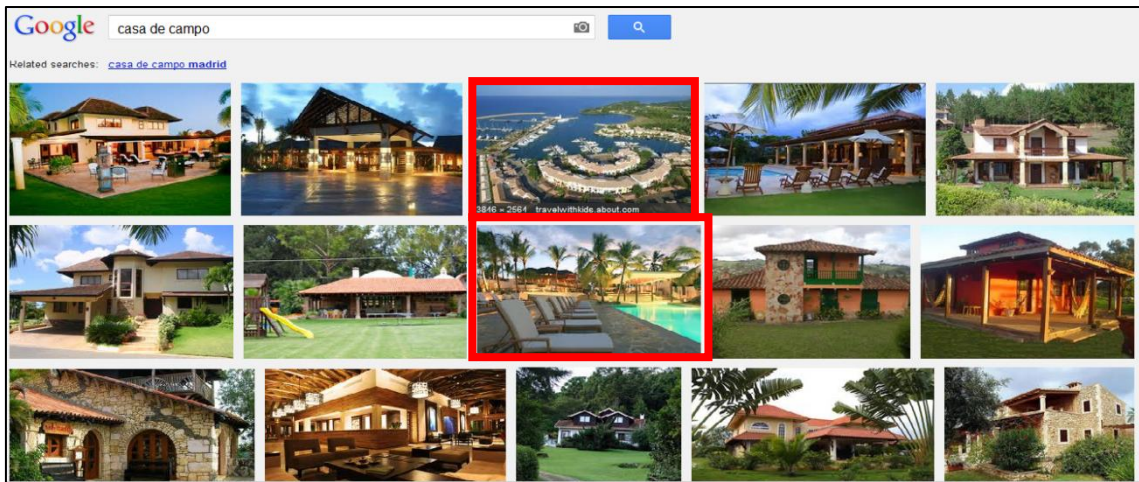 Google casa de campo
Related searches: casa de campo madrid
3846 × 2564 travelwithkids.about.com